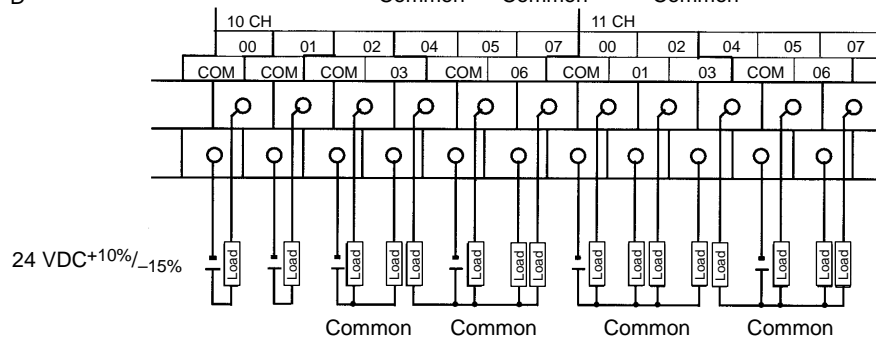 D Common Common Common
10 CH 11 CH
00 01 02 04 05 07 00 02 04 05 07
COM COM COM 03 COM 06 COM 01 03 COM 06
24 VDC+10%/–15%
Load Load Load Load Load Load Load Load Load Load Load Load Load Load Load Load
Common Common Common Common